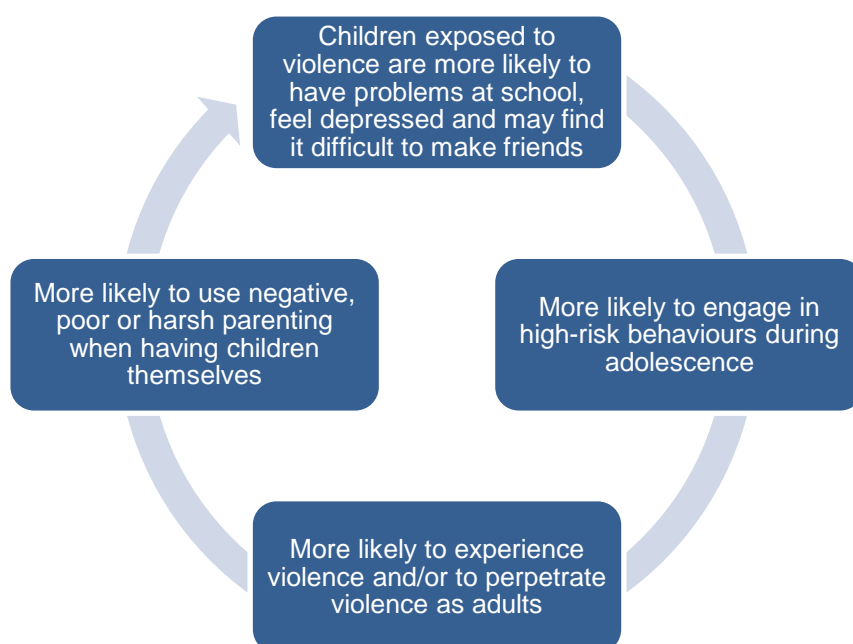 Children exposed to
violence are more likely to
have problems at school,
feel depressed and may find
it difficult to make friends
More likely to engage in
high-risk behaviours during
adolescence
More likely to experience
violence and/or to perpetrate
violence as adults
More likely to use negative,
poor or harsh parenting
when having children
themselves